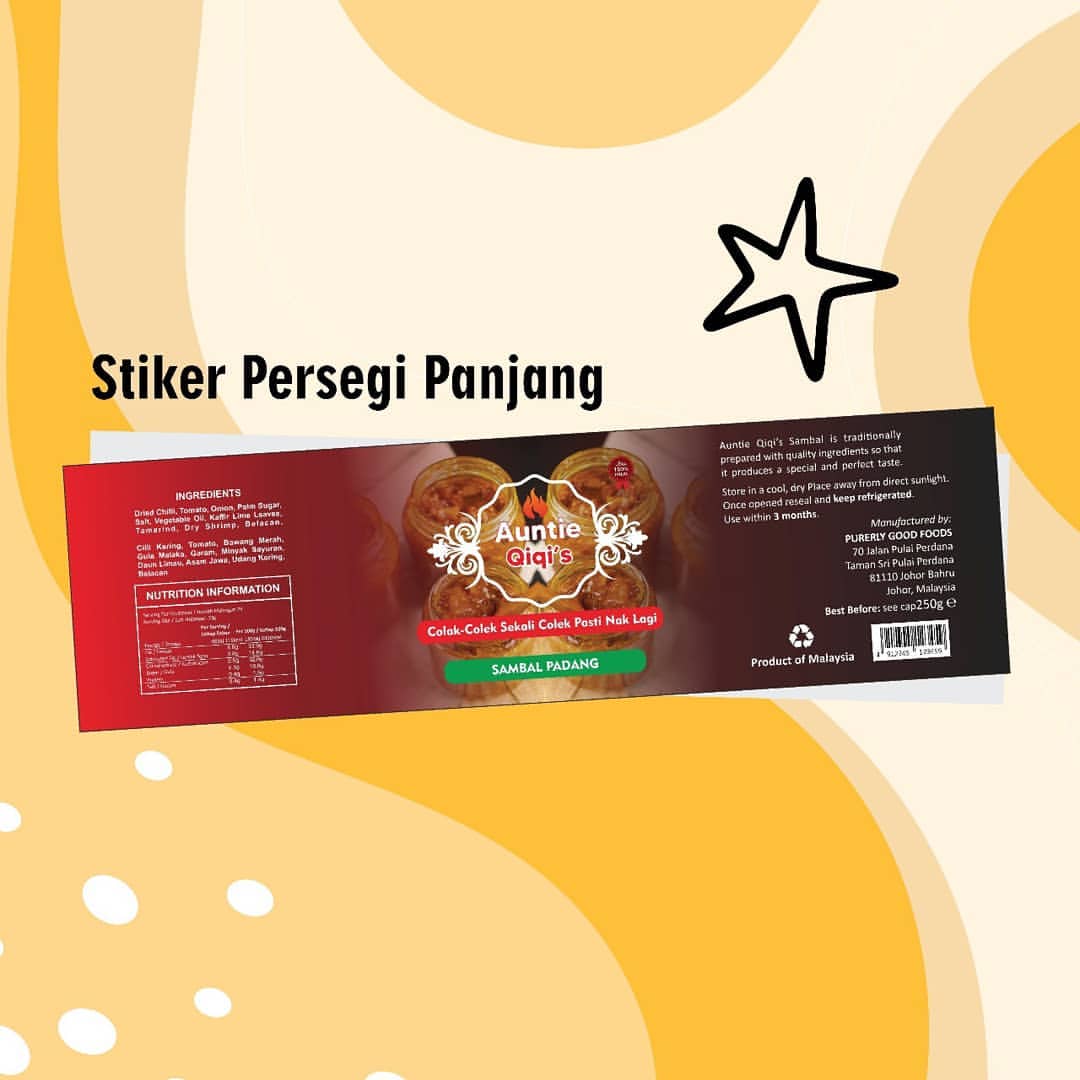 Stiker Persegi Panjang
INGREDIENTS
Dried Chilli, Tomato, Onion, Palm Sugar,
Salt, Vegetable Oil, Kaffir Lime Leaves,
Tamarind, Dry Shrimp, Belacan.
Cili Kering, Tomato, Bawang Merah,
Gula Melaka, Garam, Minyak Sayuran,
Daun Limau, Asam Jawa, Udang Kering,
Belacan
NUTRITION INFORMATION
Auntie
Qiqi's
Colak-Colek Sekali Colek Pasti Nak Lagi
SAMBAL PADANG
Auntie Qiqi's Sambal is traditionally
prepared with quality ingredients so that
it produces a special and perfect taste.
Store in a cool, dry Place away from direct sunlight.
Once opened reseal and keep refrigerated.
Use within 3 months.
Manufactured by:
PURERLY GOOD FOODS
70 Jalan Pulai Perdana
Taman Sri Pulai Perdana
81110 Johor Bahru
Johor, Malaysia
Best Before: see cap250g ℮
Product of Malaysia